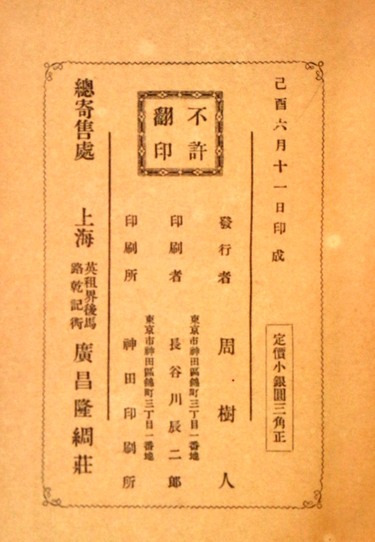 己酉六月十一日印成
定價小銀圓三角正
不許
翻印
發行者 周樹人
東京市神田區鍋町三丁目一番地
印刷者 長谷川辰二郎
東京市神田區鍋町三丁目一番地
印刷所 神田印刷所
總寄售處 上海 英租界後馬路乾記衖 廣昌隆綢莊